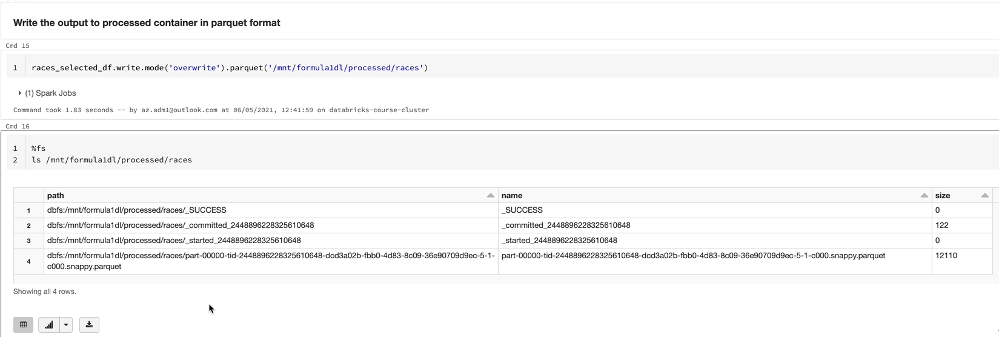 Write the output to processed container in parquet format
Cmd 15
1 races_selected_df.write.mode('overwrite').parquet('/mnt/formula1dl/processed/races')
(1) Spark Jobs
Command took 1.83 seconds -- by az.adm1@outlook.com at 06/05/2021, 12:41:59 on databricks-course-cluster
Cmd 16
1 %fs
2 ls /mnt/formula1dl/processed/races
path name size
1 dbfs:/mnt/formula1dl/processed/races/_SUCCESS _SUCCESS 0
2 dbfs:/mnt/formula1dl/processed/races/_committed_2448896228325610648 _committed_2448896228325610648 122
3 dbfs:/mnt/formula1dl/processed/races/_started_2448896228325610648 _started_2448896228325610648 0
4 dbfs:/mnt/formula1dl/processed/races/part-00000-tid-2448896228325610648-dcd3a02b-fbb0-4d83-8c09-36e90709d9ec-5-1- part-00000-tid-2448896228325610648-dcd3a02b-fbb0-4d83-8c09-36e90709d9ec-5-1-c000.snappy.parquet 12110
c000.snappy.parquet
Showing all 4 rows.